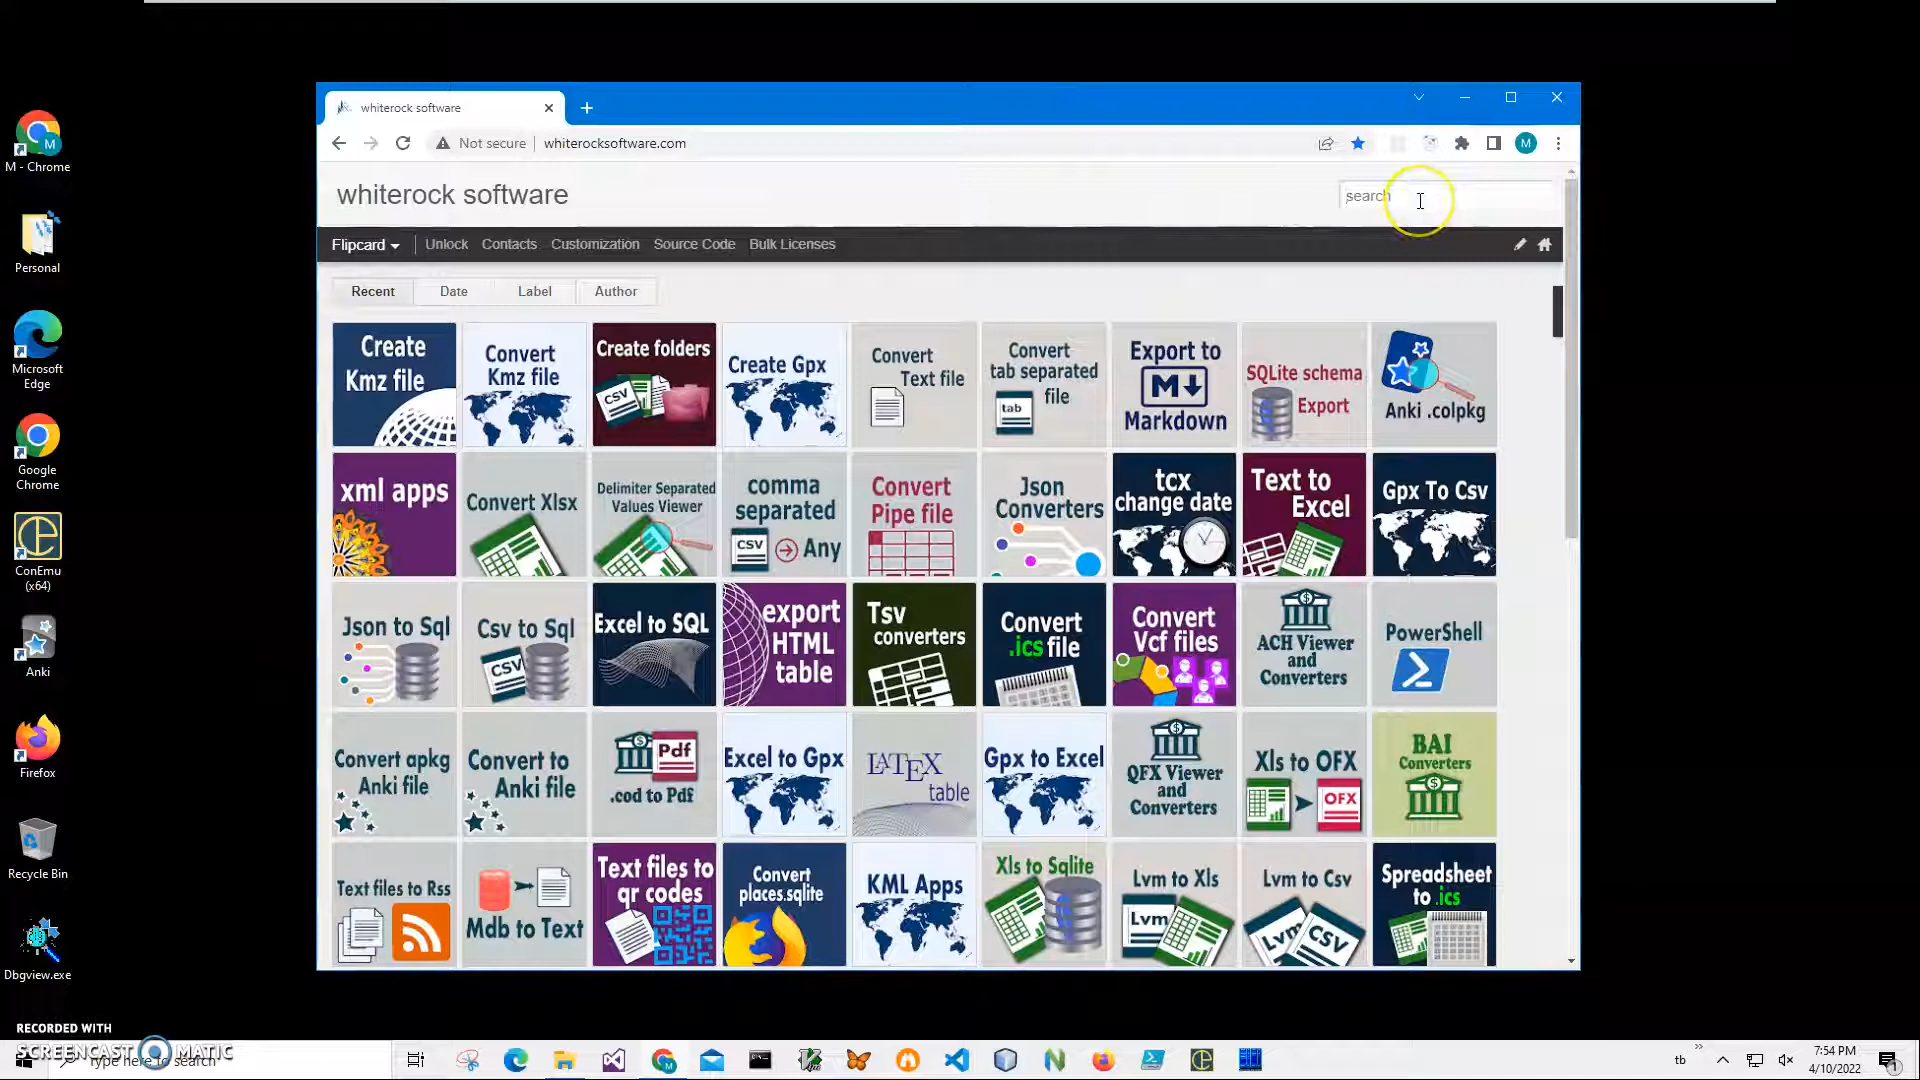 whiterock software
Not secure
whiterocksoftware.com
M
whiterock software
search
Flipcard
Unlock
Contacts
Customization
Source Code
Bulk Licenses
Recent
Date
Label
Author
Create
Kmz file
Convert
Kmz file
Create folders
CSV
Create Gpx
Convert
Text file
Convert
tab separated
file
tab
Export to
M
Markdown
SQLite schema
Export
Anki .colpkg
xml apps
Convert Xlsx
Delimiter Separated
Values Viewer
comma
separated
CSV
Any
Convert
Pipe file
Json
Converters
tcx
change date
Text to
Excel
Gpx To Csv
Json to Sql
Csv to Sql
CSV
Excel to SQL
export
HTML
table
Tsv
converters
Convert
.ics file
Convert
Vcf files
ACH Viewer
and
Converters
PowerShell
Convert apkg
Anki file
Convert to
Anki file
Pdf
.cod to Pdf
Excel to Gpx
LATEX
table
Gpx to Excel
QFX Viewer
and
Converters
Xls to OFX
OFX
BAI
Converters
Text files to Rss
Mdb to Text
Text files to
qr codes
Convert
places.sqlite
KML Apps
Xls to Sqlite
Lvm to Xls
Lvm
Lvm to Csv
Lvm
CSV
Spreadsheet
to .ics
M
M - Chrome
Personal
Microsoft
Edge
Google
Chrome
ConEmu
(x64)
Anki
Firefox
Recycle Bin
Dbgview.exe
RECORDED WITH
SCREENCAST MATIC
Type here to search
tb
7:54 PM
4/10/2022
1